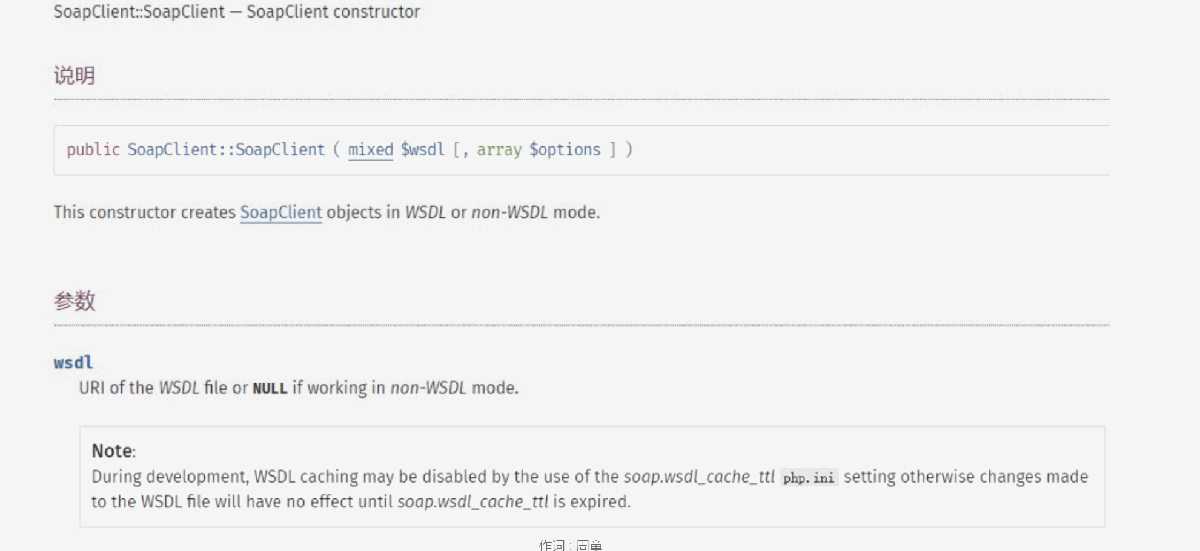 SoapClient::SoapClient — SoapClient constructor
说明
public SoapClient::SoapClient ( mixed $wsdl [, array $options ] )
This constructor creates SoapClient objects in WSDL or non-WSDL mode.
参数
wsdl
URI of the WSDL file or NULL if working in non-WSDL mode.
Note:
During development, WSDL caching may be disabled by the use of the soap.wsdl_cache_ttl php.ini setting otherwise changes made
to the WSDL file will have no effect until soap.wsdl_cache_ttl is expired.
作词 :